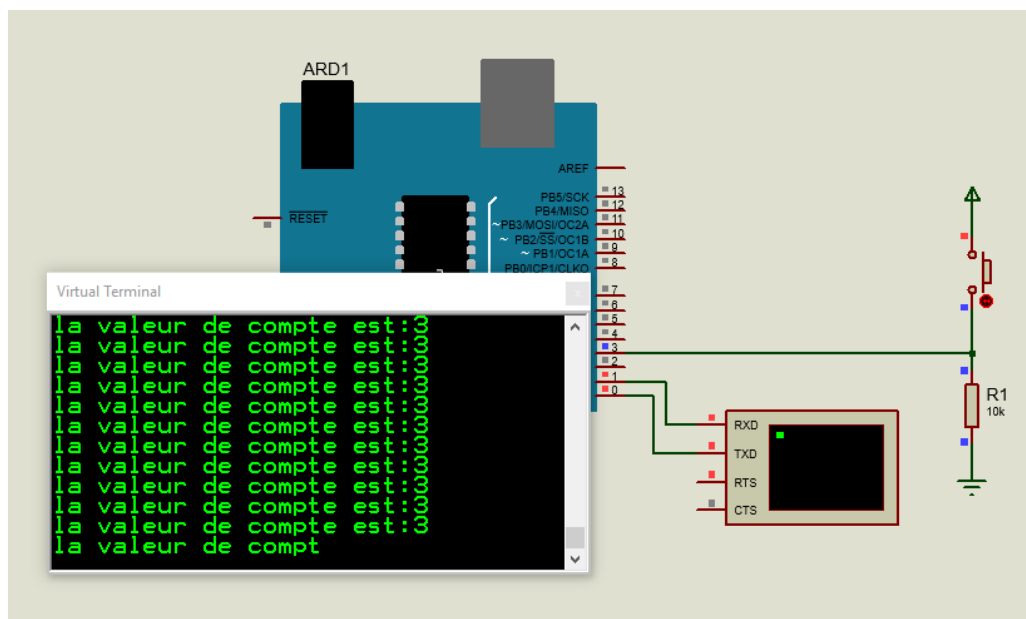 ARD1
AREF
RESET
PB5/SCK 13
PB4/MISO 12
~PB3/MOSI/OC2A 11
~ PB2/SS/OC1B 10
~ PB1/OC1A 9
PB0/ICP1/CLKO 8
7
6
5
4
3
2
1
0
Virtual Terminal
la valeur de compte est:3
la valeur de compte est:3
la valeur de compte est:3
la valeur de compte est:3
la valeur de compte est:3
la valeur de compte est:3
la valeur de compte est:3
la valeur de compte est:3
la valeur de compte est:3
la valeur de compte est:3
la valeur de compte est:3
la valeur de compt
R1
10k
RXD
TXD
RTS
CTS